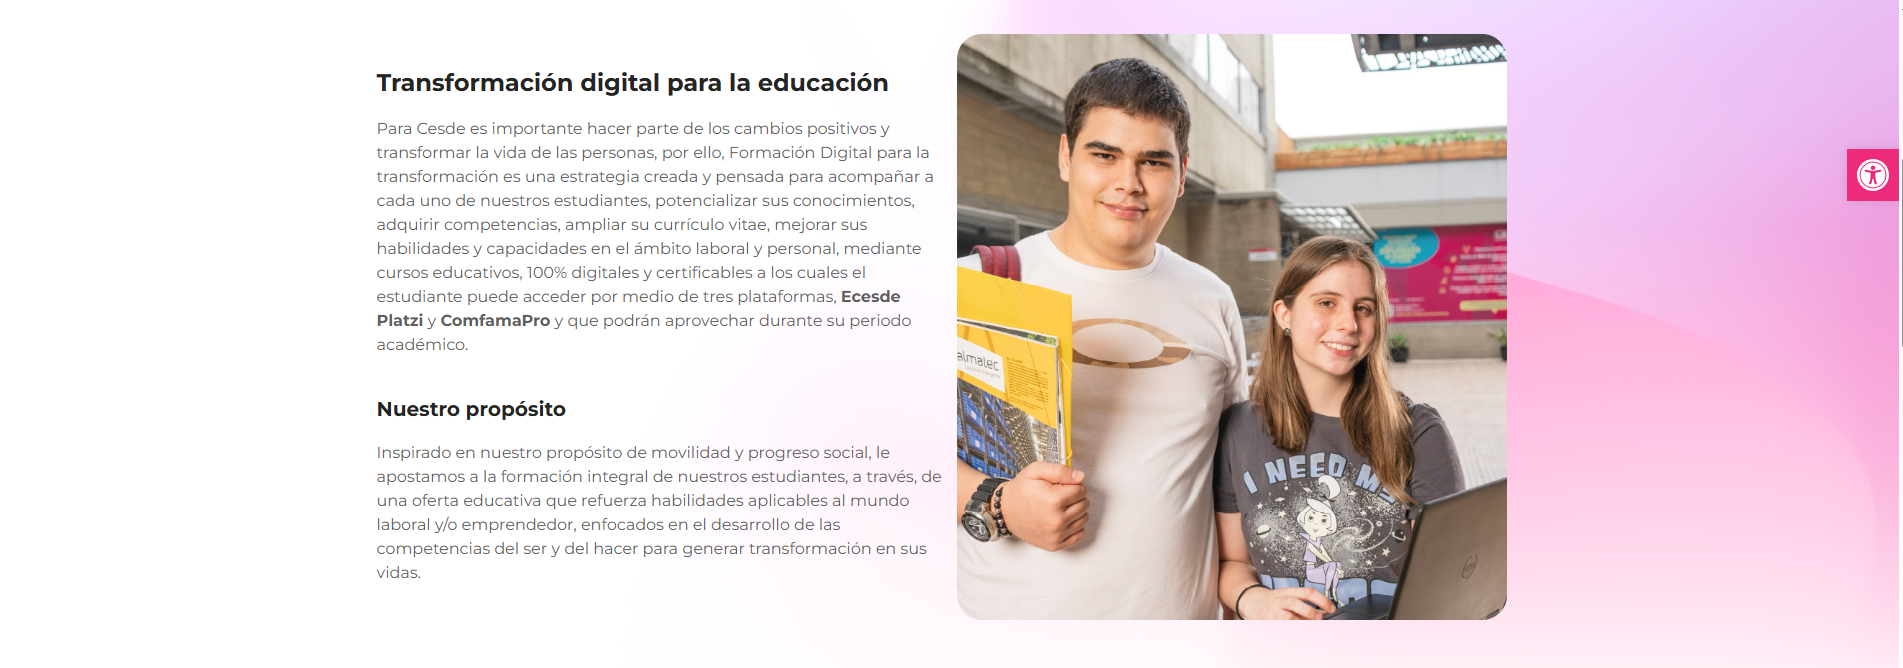 Transformación digital para la educación
Para Cesde es importante hacer parte de los cambios positivos y
transformar la vida de las personas, por ello, Formación Digital para la
transformación es una estrategia creada y pensada para acompañar a
cada uno de nuestros estudiantes, potencializar sus conocimientos,
adquirir competencias, ampliar su currículo vitae, mejorar sus
habilidades y capacidades en el ámbito laboral y personal, mediante
cursos educativos, 100% digitales y certificables a los cuales el
estudiante puede acceder por medio de tres plataformas, Ecesde
Platzi y ComfamaPro y que podrán aprovechar durante su periodo
académico.
Nuestro propósito
Inspirado en nuestro propósito de movilidad y progreso social, le
apostamos a la formación integral de nuestros estudiantes, a través, de
una oferta educativa que refuerza habilidades aplicables al mundo
laboral y/o emprendedor, enfocados en el desarrollo de las
competencias del ser y del hacer para generar transformación en sus
vidas.
almatec
I NEED MY